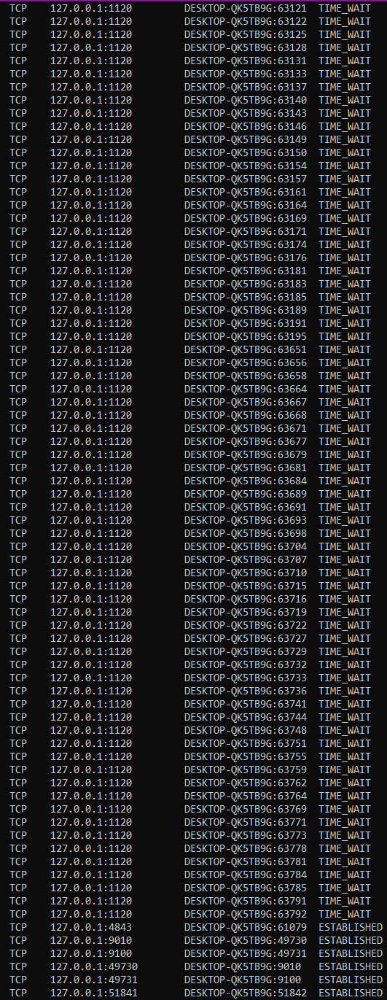 TCP 127.0.0.1:1120 DESKTOP-QK5TB9G:63121 TIME_WAIT
TCP 127.0.0.1:1120 DESKTOP-QK5TB9G:63122 TIME_WAIT
TCP 127.0.0.1:1120 DESKTOP-QK5TB9G:63125 TIME_WAIT
TCP 127.0.0.1:1120 DESKTOP-QK5TB9G:63128 TIME_WAIT
TCP 127.0.0.1:1120 DESKTOP-QK5TB9G:63131 TIME_WAIT
TCP 127.0.0.1:1120 DESKTOP-QK5TB9G:63133 TIME_WAIT
TCP 127.0.0.1:1120 DESKTOP-QK5TB9G:63137 TIME_WAIT
TCP 127.0.0.1:1120 DESKTOP-QK5TB9G:63140 TIME_WAIT
TCP 127.0.0.1:1120 DESKTOP-QK5TB9G:63143 TIME_WAIT
TCP 127.0.0.1:1120 DESKTOP-QK5TB9G:63146 TIME_WAIT
TCP 127.0.0.1:1120 DESKTOP-QK5TB9G:63149 TIME_WAIT
TCP 127.0.0.1:1120 DESKTOP-QK5TB9G:63150 TIME_WAIT
TCP 127.0.0.1:1120 DESKTOP-QK5TB9G:63154 TIME_WAIT
TCP 127.0.0.1:1120 DESKTOP-QK5TB9G:63157 TIME_WAIT
TCP 127.0.0.1:1120 DESKTOP-QK5TB9G:63161 TIME_WAIT
TCP 127.0.0.1:1120 DESKTOP-QK5TB9G:63164 TIME_WAIT
TCP 127.0.0.1:1120 DESKTOP-QK5TB9G:63169 TIME_WAIT
TCP 127.0.0.1:1120 DESKTOP-QK5TB9G:63171 TIME_WAIT
TCP 127.0.0.1:1120 DESKTOP-QK5TB9G:63174 TIME_WAIT
TCP 127.0.0.1:1120 DESKTOP-QK5TB9G:63176 TIME_WAIT
TCP 127.0.0.1:1120 DESKTOP-QK5TB9G:63181 TIME_WAIT
TCP 127.0.0.1:1120 DESKTOP-QK5TB9G:63183 TIME_WAIT
TCP 127.0.0.1:1120 DESKTOP-QK5TB9G:63185 TIME_WAIT
TCP 127.0.0.1:1120 DESKTOP-QK5TB9G:63189 TIME_WAIT
TCP 127.0.0.1:1120 DESKTOP-QK5TB9G:63191 TIME_WAIT
TCP 127.0.0.1:1120 DESKTOP-QK5TB9G:63195 TIME_WAIT
TCP 127.0.0.1:1120 DESKTOP-QK5TB9G:63651 TIME_WAIT
TCP 127.0.0.1:1120 DESKTOP-QK5TB9G:63656 TIME_WAIT
TCP 127.0.0.1:1120 DESKTOP-QK5TB9G:63658 TIME_WAIT
TCP 127.0.0.1:1120 DESKTOP-QK5TB9G:63664 TIME_WAIT
TCP 127.0.0.1:1120 DESKTOP-QK5TB9G:63667 TIME_WAIT
TCP 127.0.0.1:1120 DESKTOP-QK5TB9G:63668 TIME_WAIT
TCP 127.0.0.1:1120 DESKTOP-QK5TB9G:63671 TIME_WAIT
TCP 127.0.0.1:1120 DESKTOP-QK5TB9G:63677 TIME_WAIT
TCP 127.0.0.1:1120 DESKTOP-QK5TB9G:63679 TIME_WAIT
TCP 127.0.0.1:1120 DESKTOP-QK5TB9G:63681 TIME_WAIT
TCP 127.0.0.1:1120 DESKTOP-QK5TB9G:63684 TIME_WAIT
TCP 127.0.0.1:1120 DESKTOP-QK5TB9G:63689 TIME_WAIT
TCP 127.0.0.1:1120 DESKTOP-QK5TB9G:63691 TIME_WAIT
TCP 127.0.0.1:1120 DESKTOP-QK5TB9G:63693 TIME_WAIT
TCP 127.0.0.1:1120 DESKTOP-QK5TB9G:63698 TIME_WAIT
TCP 127.0.0.1:1120 DESKTOP-QK5TB9G:63704 TIME_WAIT
TCP 127.0.0.1:1120 DESKTOP-QK5TB9G:63707 TIME_WAIT
TCP 127.0.0.1:1120 DESKTOP-QK5TB9G:63710 TIME_WAIT
TCP 127.0.0.1:1120 DESKTOP-QK5TB9G:63715 TIME_WAIT
TCP 127.0.0.1:1120 DESKTOP-QK5TB9G:63716 TIME_WAIT
TCP 127.0.0.1:1120 DESKTOP-QK5TB9G:63719 TIME_WAIT
TCP 127.0.0.1:1120 DESKTOP-QK5TB9G:63722 TIME_WAIT
TCP 127.0.0.1:1120 DESKTOP-QK5TB9G:63727 TIME_WAIT
TCP 127.0.0.1:1120 DESKTOP-QK5TB9G:63729 TIME_WAIT
TCP 127.0.0.1:1120 DESKTOP-QK5TB9G:63732 TIME_WAIT
TCP 127.0.0.1:1120 DESKTOP-QK5TB9G:63733 TIME_WAIT
TCP 127.0.0.1:1120 DESKTOP-QK5TB9G:63736 TIME_WAIT
TCP 127.0.0.1:1120 DESKTOP-QK5TB9G:63741 TIME_WAIT
TCP 127.0.0.1:1120 DESKTOP-QK5TB9G:63744 TIME_WAIT
TCP 127.0.0.1:1120 DESKTOP-QK5TB9G:63748 TIME_WAIT
TCP 127.0.0.1:1120 DESKTOP-QK5TB9G:63751 TIME_WAIT
TCP 127.0.0.1:1120 DESKTOP-QK5TB9G:63755 TIME_WAIT
TCP 127.0.0.1:1120 DESKTOP-QK5TB9G:63759 TIME_WAIT
TCP 127.0.0.1:1120 DESKTOP-QK5TB9G:63762 TIME_WAIT
TCP 127.0.0.1:1120 DESKTOP-QK5TB9G:63764 TIME_WAIT
TCP 127.0.0.1:1120 DESKTOP-QK5TB9G:63769 TIME_WAIT
TCP 127.0.0.1:1120 DESKTOP-QK5TB9G:63771 TIME_WAIT
TCP 127.0.0.1:1120 DESKTOP-QK5TB9G:63773 TIME_WAIT
TCP 127.0.0.1:1120 DESKTOP-QK5TB9G:63778 TIME_WAIT
TCP 127.0.0.1:1120 DESKTOP-QK5TB9G:63781 TIME_WAIT
TCP 127.0.0.1:1120 DESKTOP-QK5TB9G:63784 TIME_WAIT
TCP 127.0.0.1:1120 DESKTOP-QK5TB9G:63785 TIME_WAIT
TCP 127.0.0.1:1120 DESKTOP-QK5TB9G:63791 TIME_WAIT
TCP 127.0.0.1:1120 DESKTOP-QK5TB9G:63792 TIME_WAIT
TCP 127.0.0.1:4843 DESKTOP-QK5TB9G:61079 ESTABLISHED
TCP 127.0.0.1:9010 DESKTOP-QK5TB9G:49730 ESTABLISHED
TCP 127.0.0.1:9100 DESKTOP-QK5TB9G:49731 ESTABLISHED
TCP 127.0.0.1:49730 DESKTOP-QK5TB9G:9010 ESTABLISHED
TCP 127.0.0.1:49731 DESKTOP-QK5TB9G:9100 ESTABLISHED
TCP 127.0.0.1:51841 DESKTOP-QK5TB9G:51842 ESTABLISHED